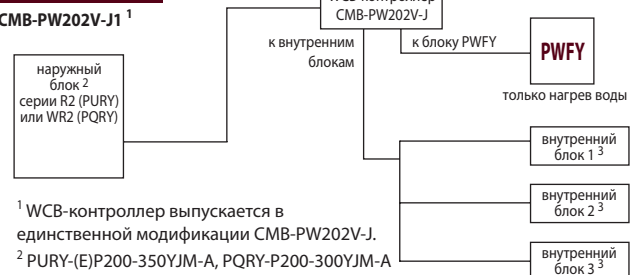 CMB-PW202V-J1 ¹
WCB-контроллер
CMB-PW202V-J
к внутренним
блокам
к блоку PWFY
PWFY
только нагрев воды
наружный
блок ²
серии R2 (PURY)
или WR2 (PQRY)
внутренний
блок 1 ³
внутренний
блок 2 ³
внутренний
блок 3 ³
¹ WCB-контроллер выпускается в
единственной модификации CMB-PW202V-J.
² PURY-(E)P200-350YJM-A, PQRY-P200-300YJM-A